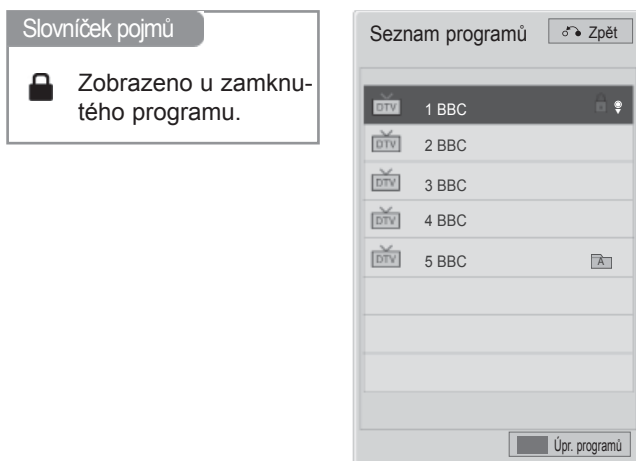 Slovníček pojmů
Zobrazeno u zamknu-
tého programu.
Seznam programů
Zpět
DTV 1 BBC
DTV 2 BBC
DTV 3 BBC
DTV 4 BBC
DTV 5 BBC A
Úpr. programů